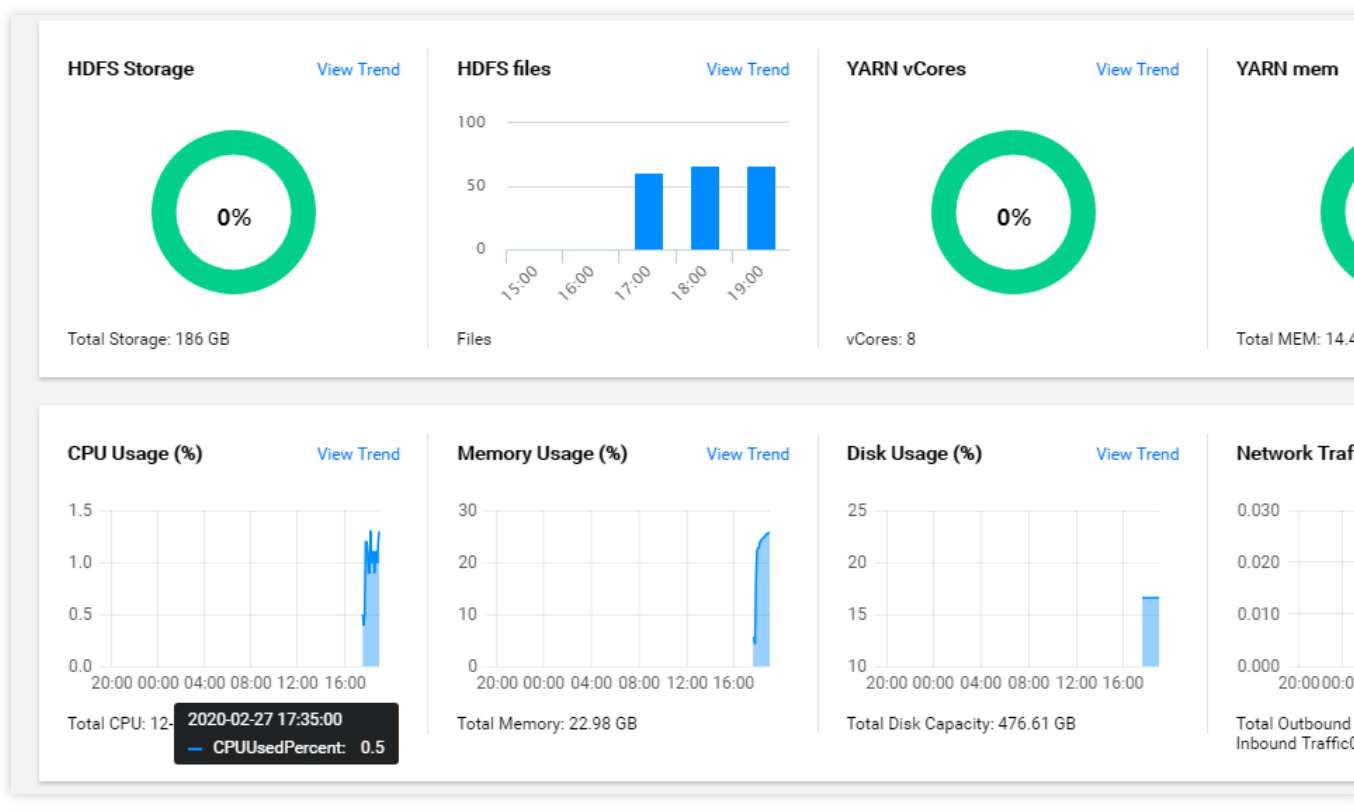 HDFS Storage View Trend
0%
Total Storage: 186 GB
HDFS files View Trend
100
50
0
15:00 16:00 17:00 18:00 19:00
Files
YARN vCores View Trend
0%
vCores: 8
YARN mem
Total MEM: 14.4
CPU Usage (%) View Trend
1.5
1.0
0.5
0.0
20:00 00:00 04:00 08:00 12:00 16:00
Total CPU: 12-
2020-02-27 17:35:00
CPUUsedPercent: 0.5
Memory Usage (%) View Trend
30
20
10
0
20:00 00:00 04:00 08:00 12:00 16:00
Total Memory: 22.98 GB
Disk Usage (%) View Trend
25
20
15
10
20:00 00:00 04:00 08:00 12:00 16:00
Total Disk Capacity: 476.61 GB
Network Traf
0.030
0.020
0.010
0.000
20:00 00:0
Total Outbound
Inbound Traffic